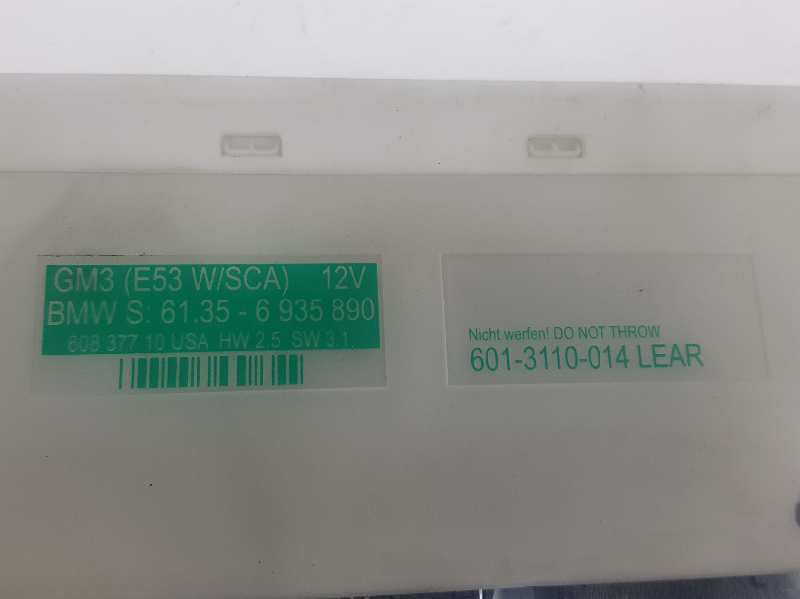 GM3 (E53 W/SCA) 12V
BMW S: 61.35 - 6 935 890
608 377 10 USA HW 2.5 SW 3.1
Nicht werfen! DO NOT THROW
601-3110-014 LEAR